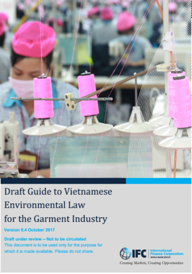 Draft Guide to Vietnamese
Environmental Law
for the Garment Industry
Version 0.4 October 2017
Draft under review – Not to be circulated
This document is to be used only for the purpose for
which it is made available. Please do not share.
IFC
International
Finance Corporation
WORLD BANK GROUP
Creating Markets, Creating Opportunities